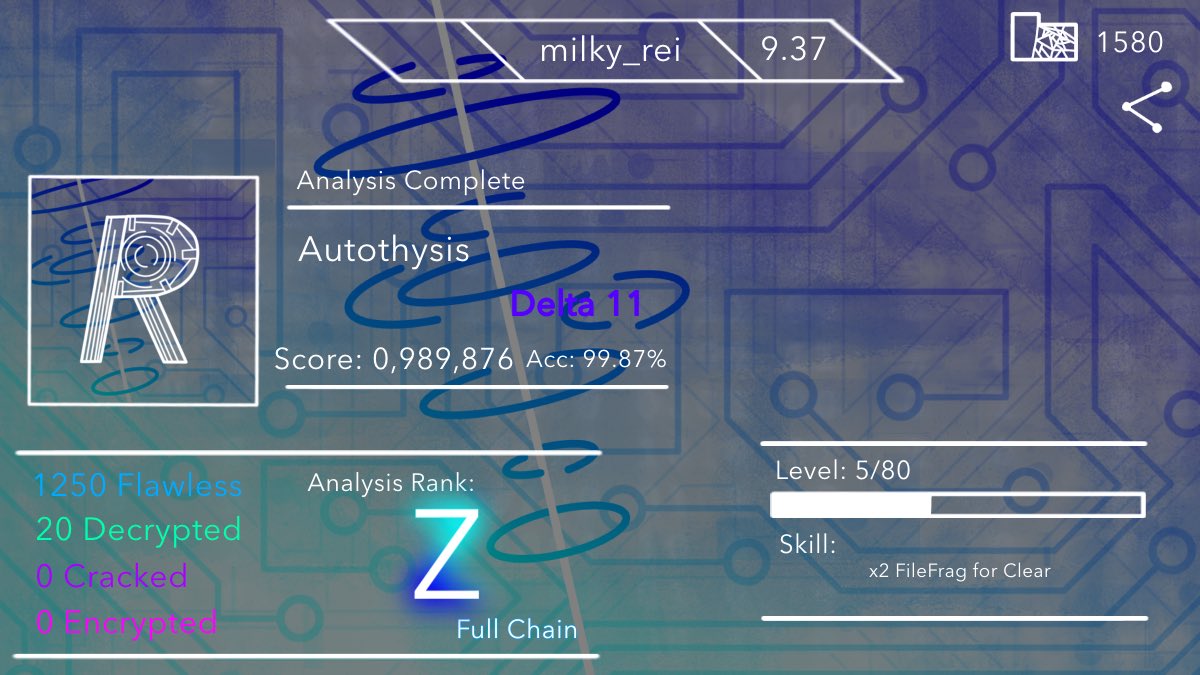 milky_rei 9.37
1580
Analysis Complete
Autothysis
Delta 11
Score: 0,989,876 Acc: 99.87%
1250 Flawless
20 Decrypted
0 Cracked
0 Encrypted
Analysis Rank:
Z
Full Chain
Level: 5/80
Skill:
x2 FileFrag for Clear
R